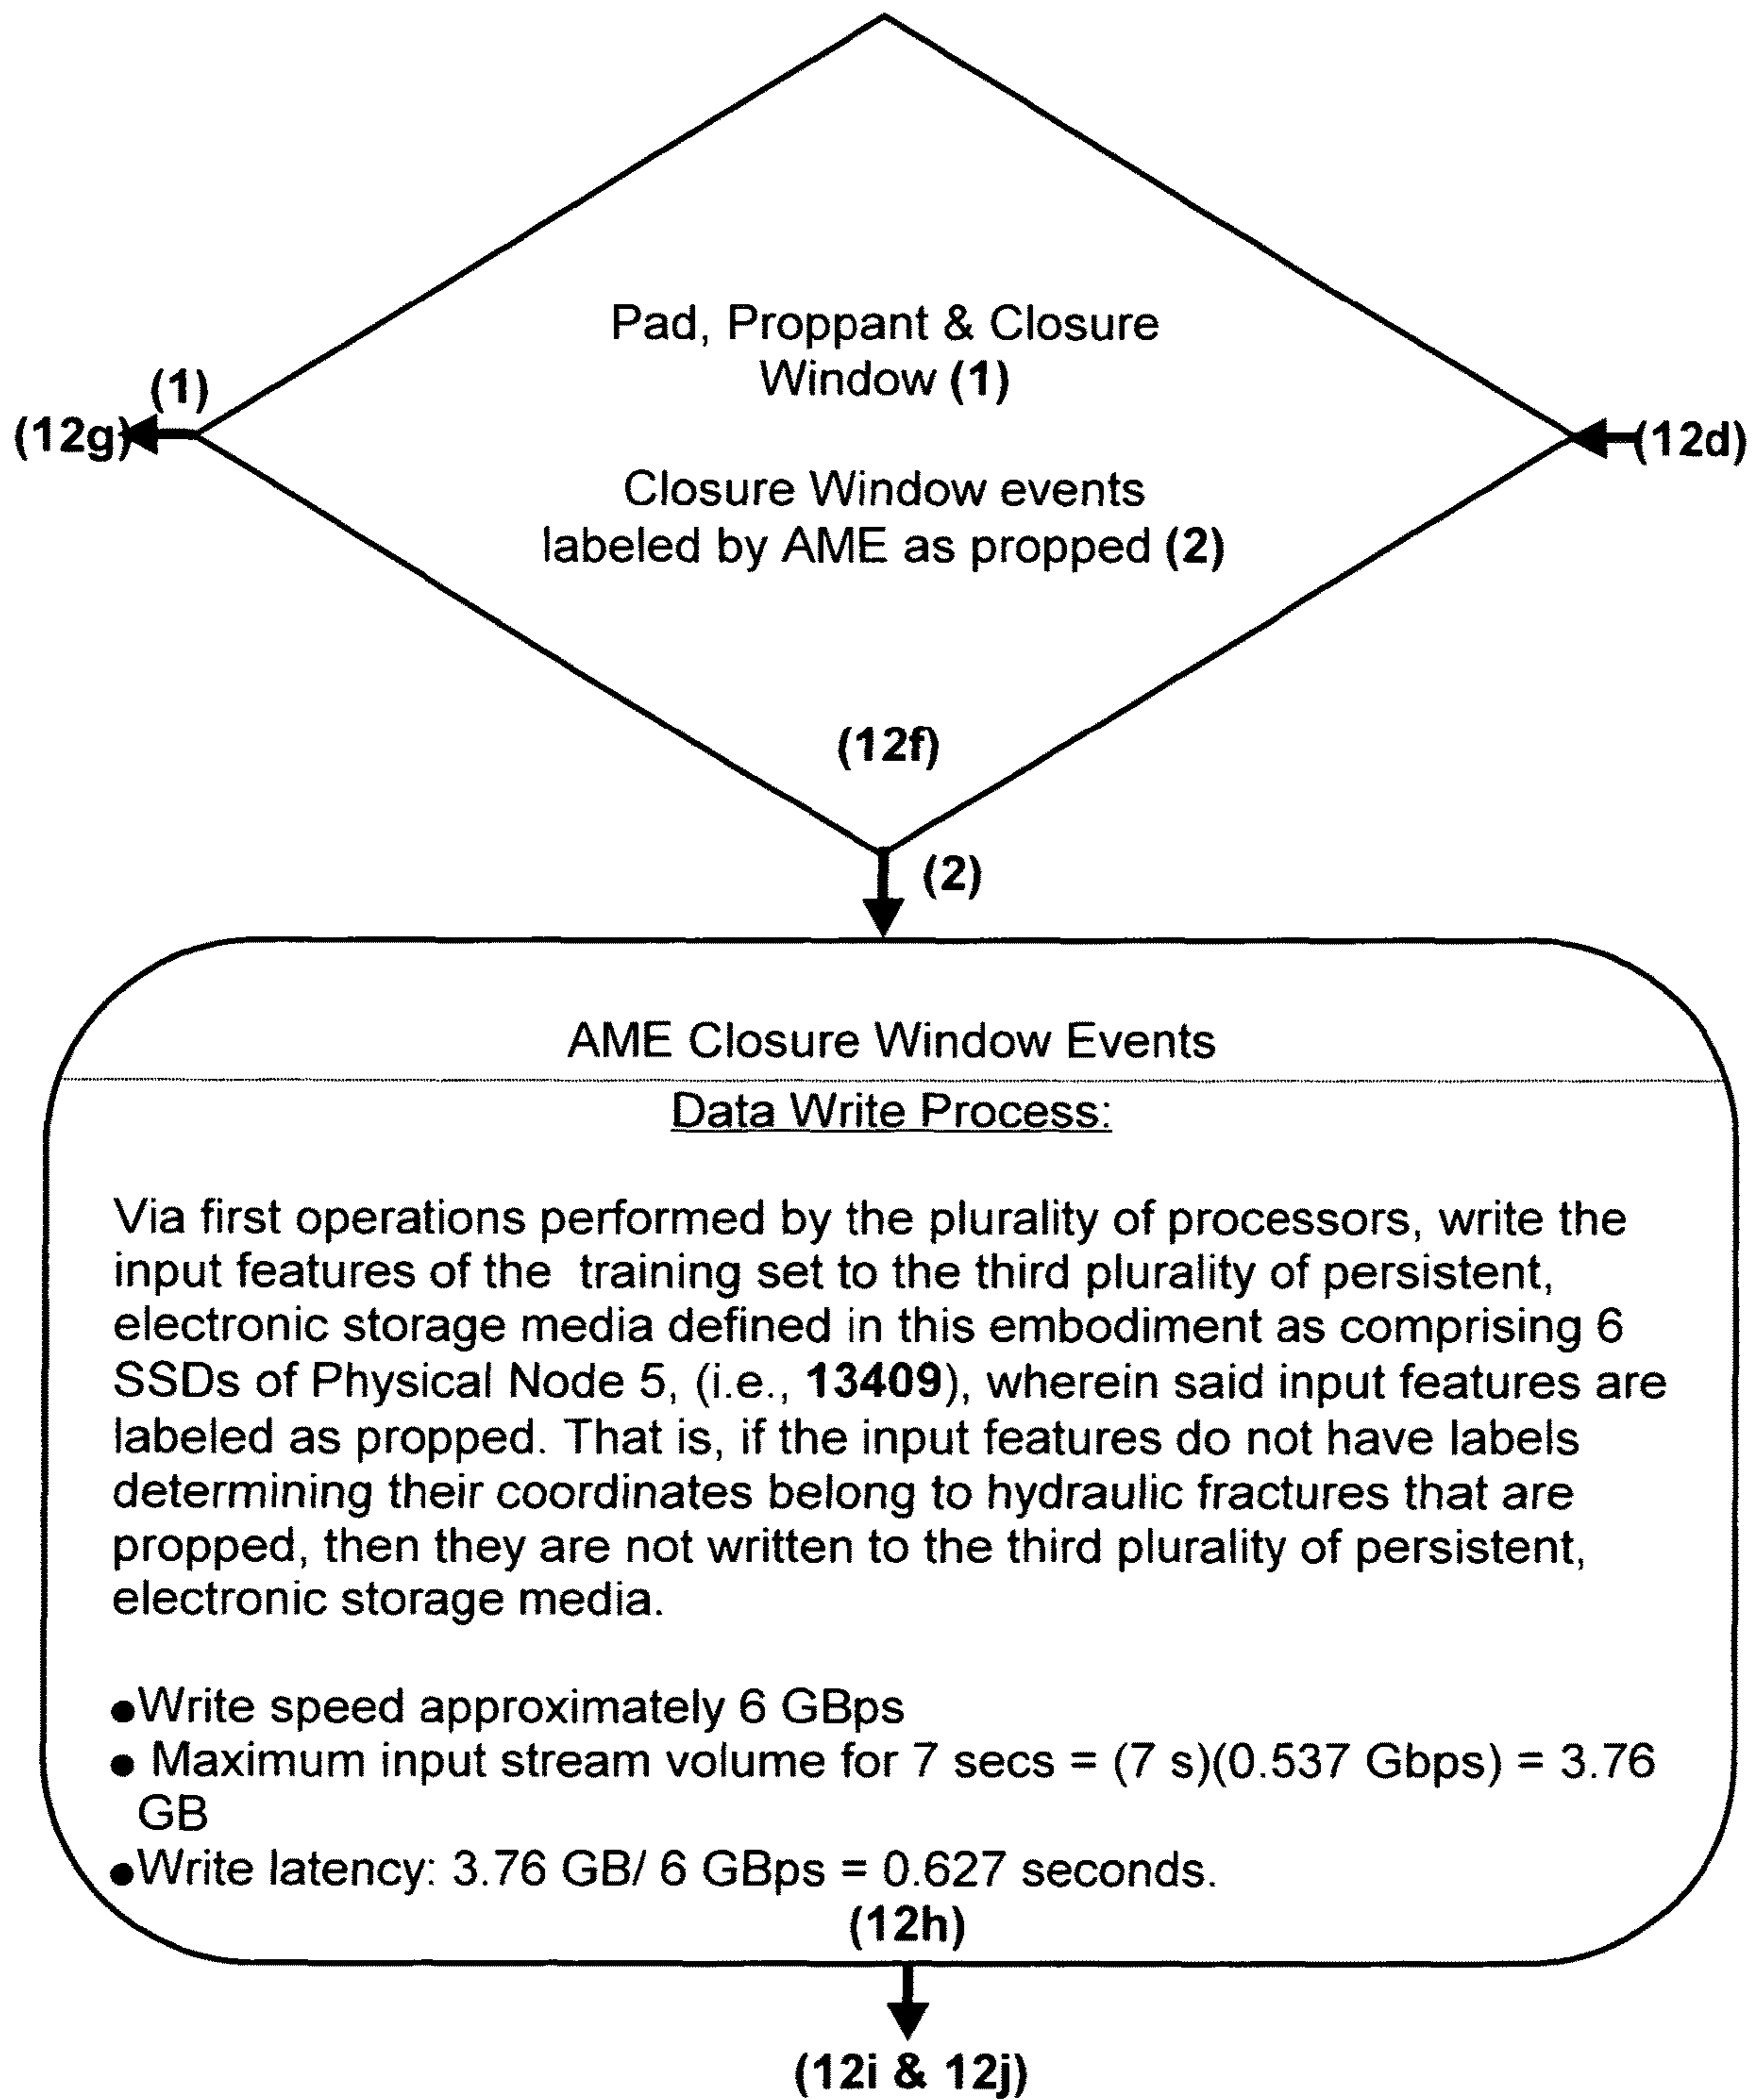 Pad, Proppant & Closure
Window (1)
(1)
(12g)
(12d)
Closure Window events
labeled by AME as propped (2)
(12f)
(2)
AME Closure Window Events
Data Write Process:
Via first operations performed by the plurality of processors, write the
input features of the training set to the third plurality of persistent,
electronic storage media defined in this embodiment as comprising 6
SSDs of Physical Node 5, (i.e., 13409), wherein said input features are
labeled as propped. That is, if the input features do not have labels
determining their coordinates belong to hydraulic fractures that are
propped, then they are not written to the third plurality of persistent,
electronic storage media.
●Write speed approximately 6 GBps
● Maximum input stream volume for 7 secs = (7 s)(0.537 Gbps) = 3.76
GB
●Write latency: 3.76 GB/ 6 GBps = 0.627 seconds.
(12h)
(12i & 12j)